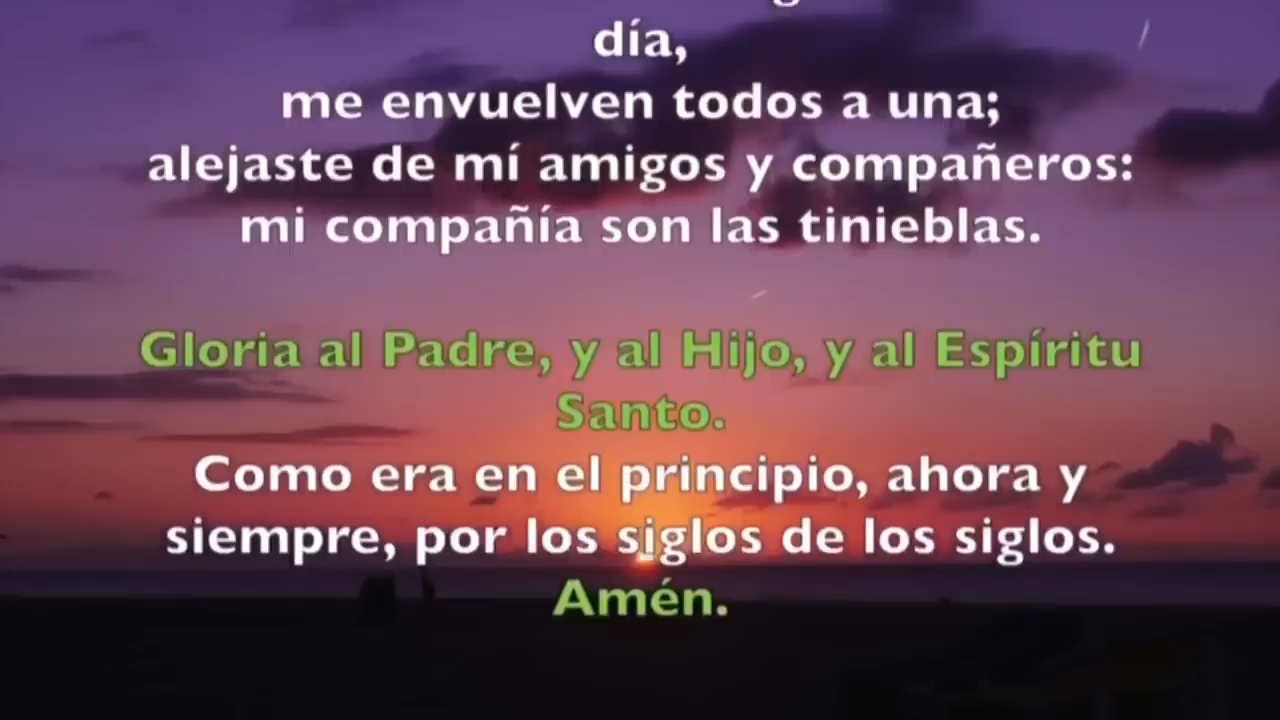 día,
me envuelven todos a una;
alejaste de mí amigos y compañeros:
mi compañía son las tinieblas.
Gloria al Padre, y al Hijo, y al Espíritu
Santo.
Como era en el principio, ahora y
siempre, por los siglos de los siglos.
Amén.